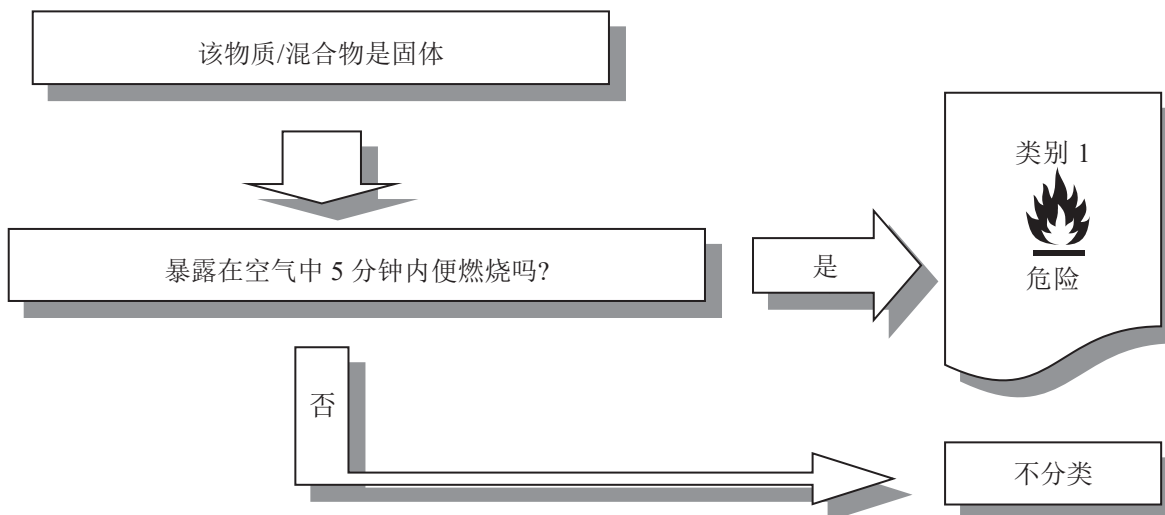 该物质/混合物是固体
类别 1
暴露在空气中 5 分钟内便燃烧吗?
是
危险
否
不分类